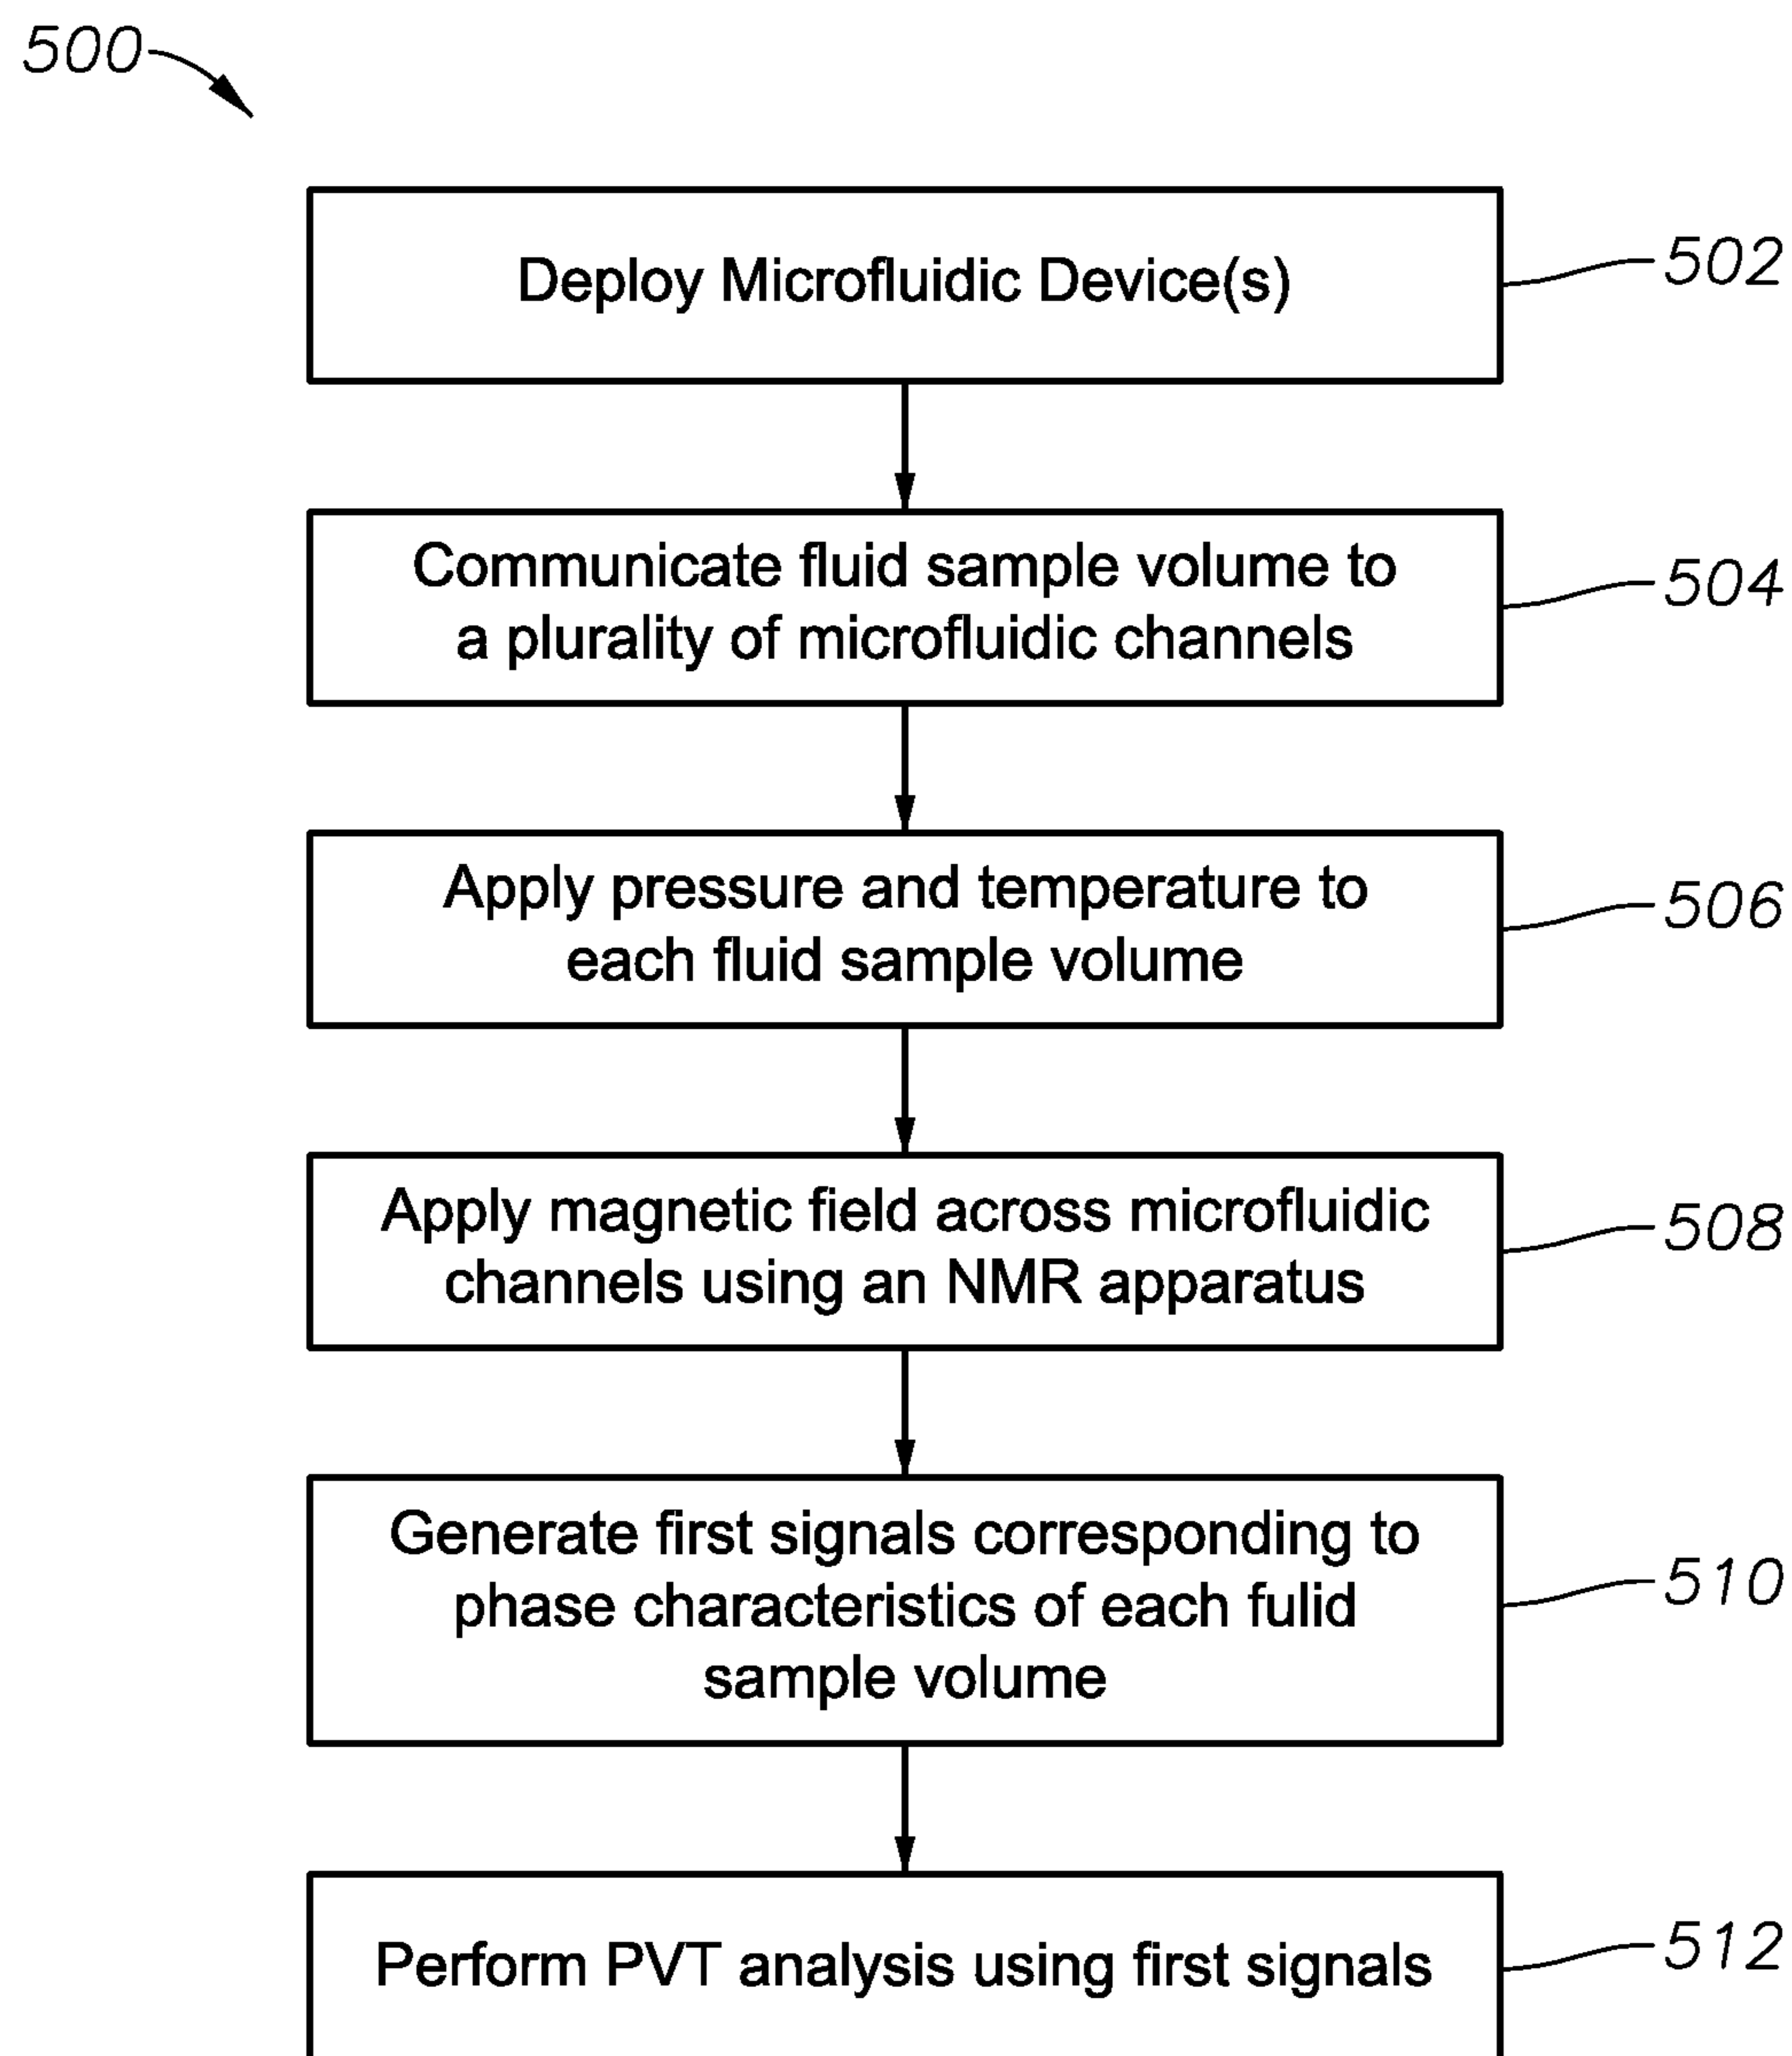 500
Deploy Microfluidic Device(s)
502
Communicate fluid sample volume to
a plurality of microfluidic channels
504
Apply pressure and temperature to
each fluid sample volume
506
Apply magnetic field across microfluidic
channels using an NMR apparatus
508
Generate first signals corresponding to
phase characteristics of each fulid
sample volume
510
Perform PVT analysis using first signals
512